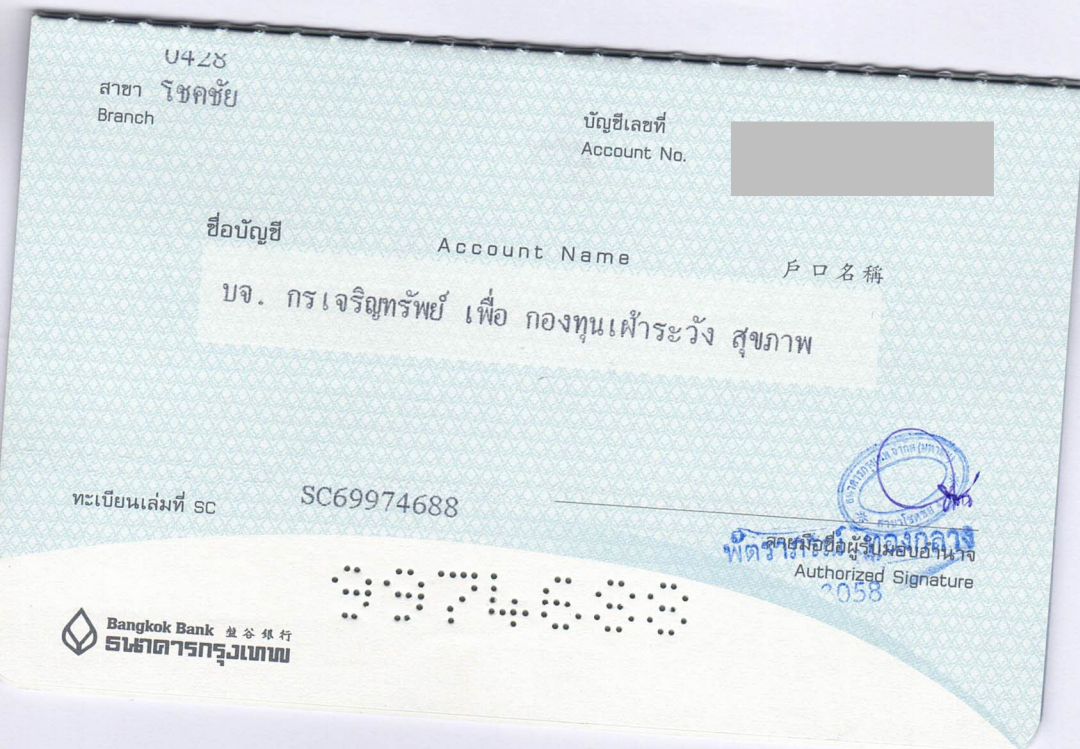 0428
สาขา โชคชัย
Branch
บัญชีเลขที่
Account No.
ชื่อบัญชี Account Name 戶口名稱
บจ. กรเจริญทรัพย์ เพื่อ กองทุนเฝ้าระวัง สุขภาพ
ทะเบียนเล่มที่ SC SC69974688
ลายมือชื่อผู้รับมอบอำนาจ
Authorized Signature
2058
9974688
Bangkok Bank 盤谷銀行
ธนาคารกรุงเทพ